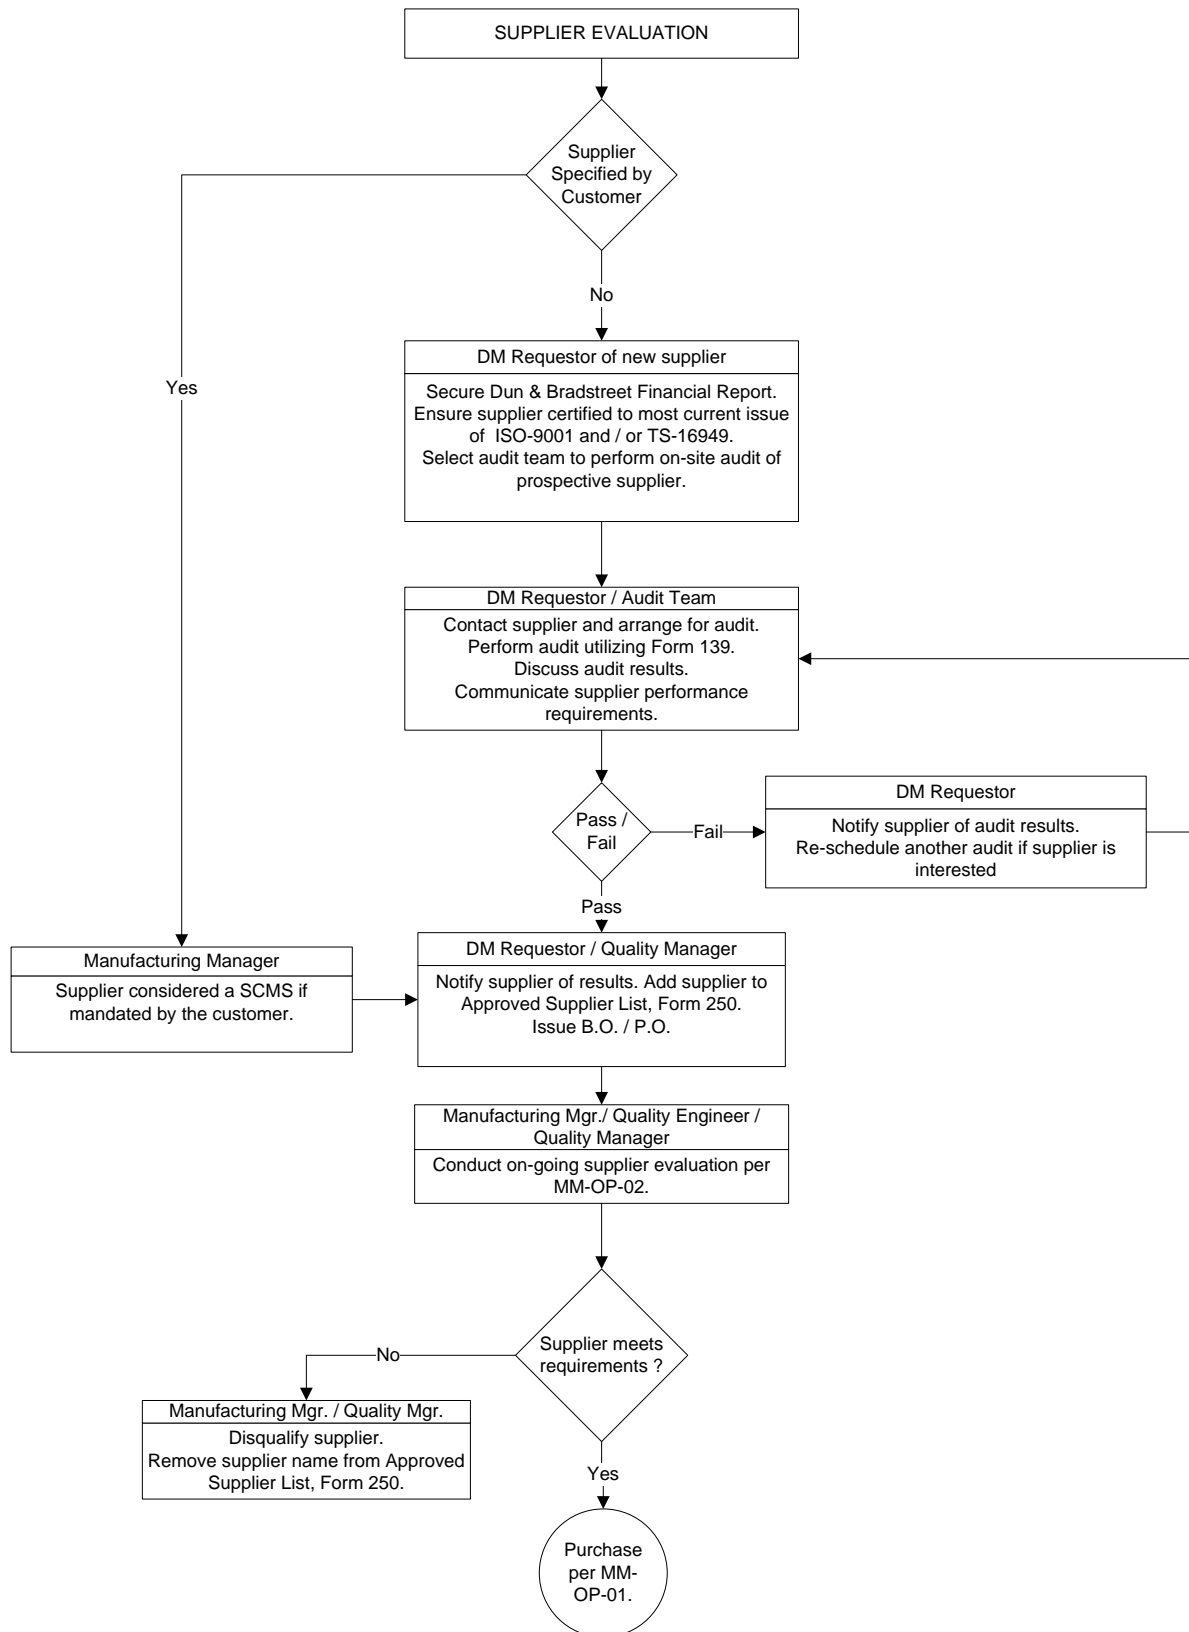 SUPPLIER EVALUATION
Supplier
Specified by
Customer
No
Yes
DM Requestor of new supplier
Secure Dun & Bradstreet Financial Report.
Ensure supplier certified to most current issue
of ISO-9001 and / or TS-16949.
Select audit team to perform on-site audit of
prospective supplier.
DM Requestor / Audit Team
Contact supplier and arrange for audit.
Perform audit utilizing Form 139.
Discuss audit results.
Communicate supplier performance
requirements.
Pass /
Fail
Fail
DM Requestor
Notify supplier of audit results.
Re-schedule another audit if supplier is
interested
Pass
Manufacturing Manager
Supplier considered a SCMS if
mandated by the customer.
DM Requestor / Quality Manager
Notify supplier of results. Add supplier to
Approved Supplier List, Form 250.
Issue B.O. / P.O.
Manufacturing Mgr./ Quality Engineer /
Quality Manager
Conduct on-going supplier evaluation per
MM-OP-02.
Supplier meets
requirements ?
No
Manufacturing Mgr. / Quality Mgr.
Disqualify supplier.
Remove supplier name from Approved
Supplier List, Form 250.
Yes
Purchase
per MM-
OP-01.